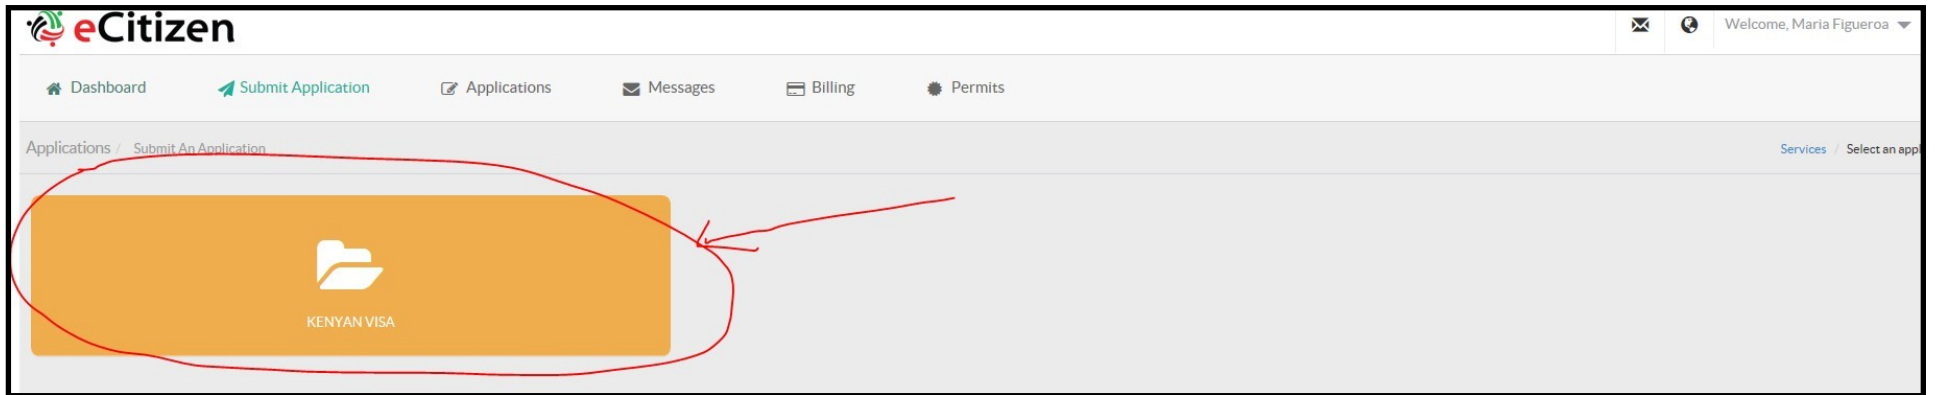 eCitizen
Welcome, Maria Figueroa
Dashboard Submit Application Applications Messages Billing Permits
Applications / Submit An Application
Services / Select an appl
KENYAN VISA